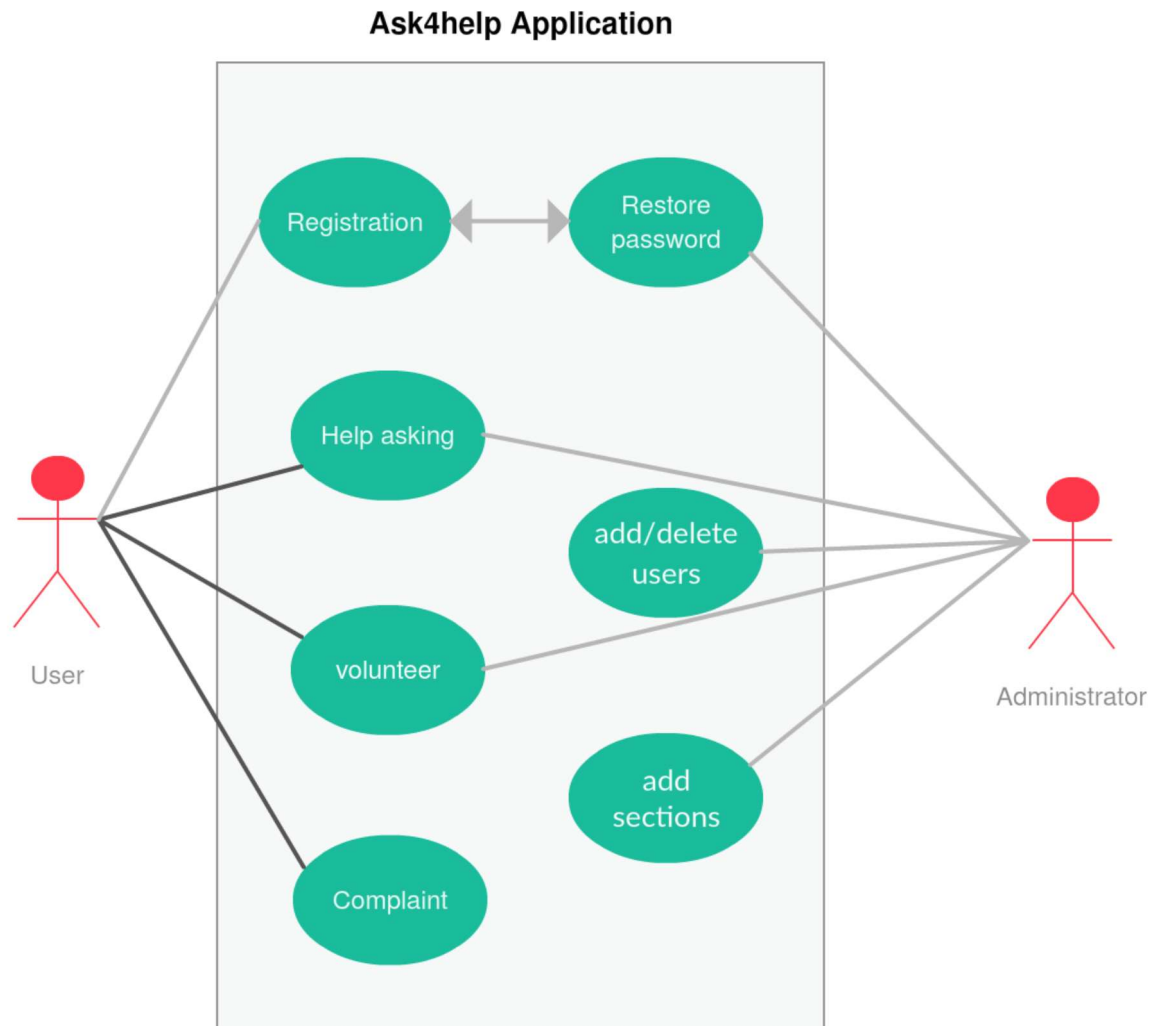 Ask4help Application
Registration
Restore
password
Help asking
add/delete
users
User
volunteer
Administrator
add
sections
Complaint